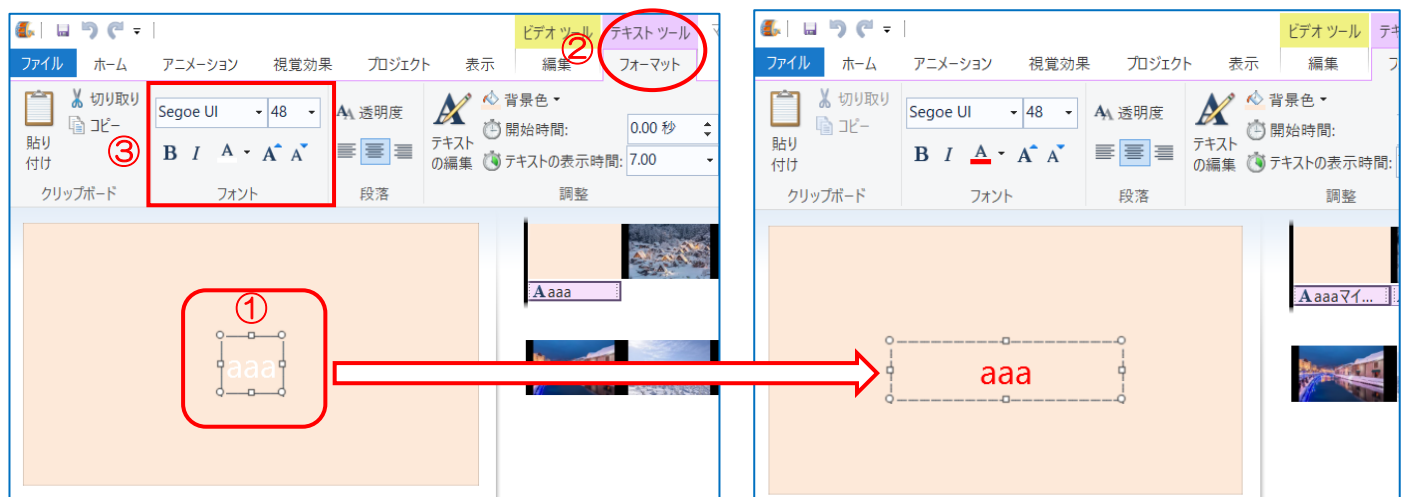 ビデオ ツール
② テキスト ツール
ファイル ホーム アニメーション 視覚効果 プロジェクト 表示 編集 フォーマット
切り取り
コピー
貼り付け
クリップボード
③
Segoe UI 48
B I A A A
フォント
透明度
段落
テキストの編集
背景色
開始時間: 0.00 秒
テキストの表示時間: 7.00
調整
①
aaa
A aaa
ビデオ ツール
ファイル ホーム アニメーション 視覚効果 プロジェクト 表示 編集
切り取り
コピー
貼り付け
クリップボード
Segoe UI 48
B I A A A
フォント
透明度
段落
テキストの編集
背景色
開始時間:
テキストの表示時間:
調整
aaa
A aaaマイ...